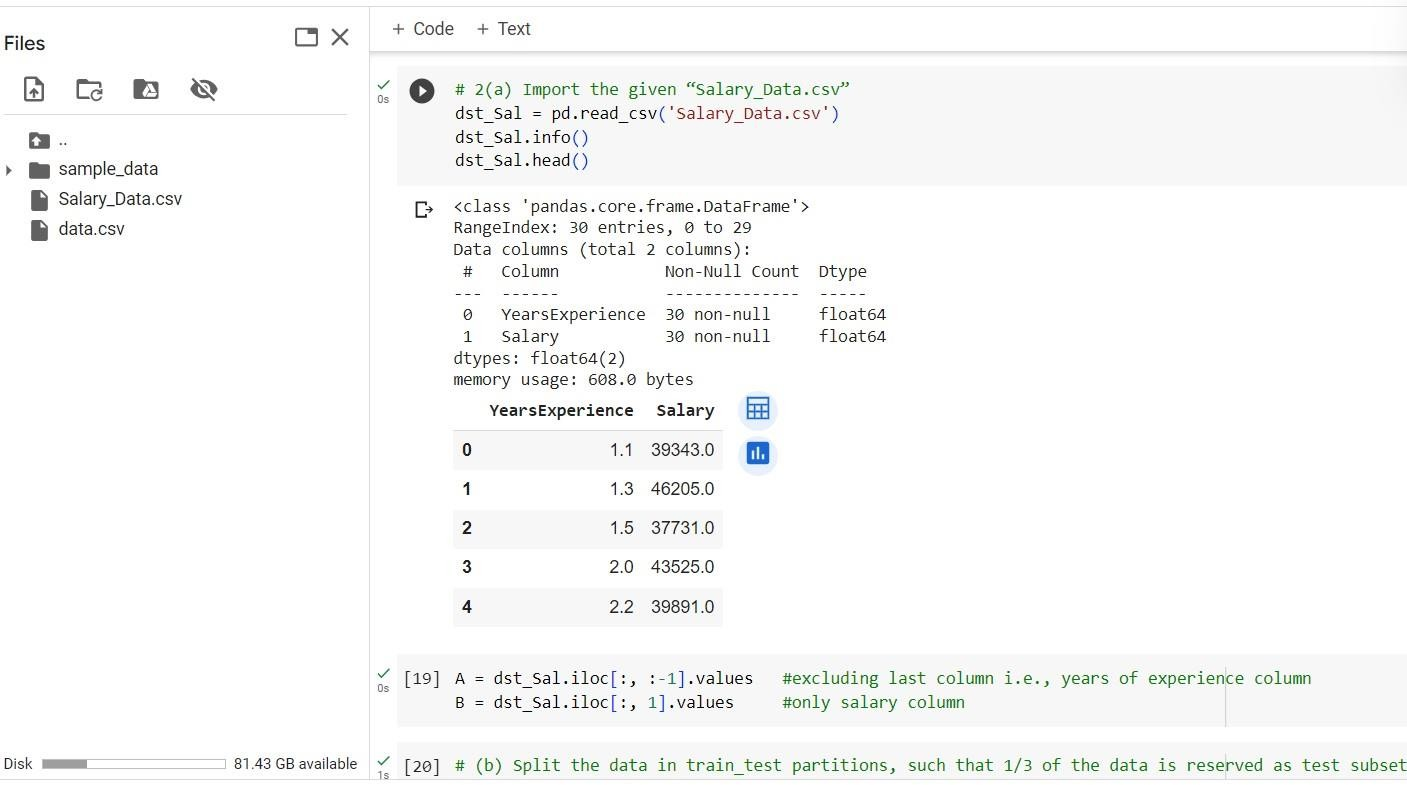 Files
..
sample_data
Salary_Data.csv
data.csv
Disk 81.43 GB available
+ Code + Text
0s
# 2(a) Import the given “Salary_Data.csv”
dst_Sal = pd.read_csv('Salary_Data.csv')
dst_Sal.info()
dst_Sal.head()
<class 'pandas.core.frame.DataFrame'>
RangeIndex: 30 entries, 0 to 29
Data columns (total 2 columns):
# Column Non-Null Count Dtype
--- ------ -------------- -----
0 YearsExperience 30 non-null float64
1 Salary 30 non-null float64
dtypes: float64(2)
memory usage: 608.0 bytes
YearsExperience Salary
0 1.1 39343.0
1 1.3 46205.0
2 1.5 37731.0
3 2.0 43525.0
4 2.2 39891.0
0s [19] A = dst_Sal.iloc[:, :-1].values #excluding last column i.e., years of experience column
B = dst_Sal.iloc[:, 1].values #only salary column
1s [20] # (b) Split the data in train_test partitions, such that 1/3 of the data is reserved as test subset